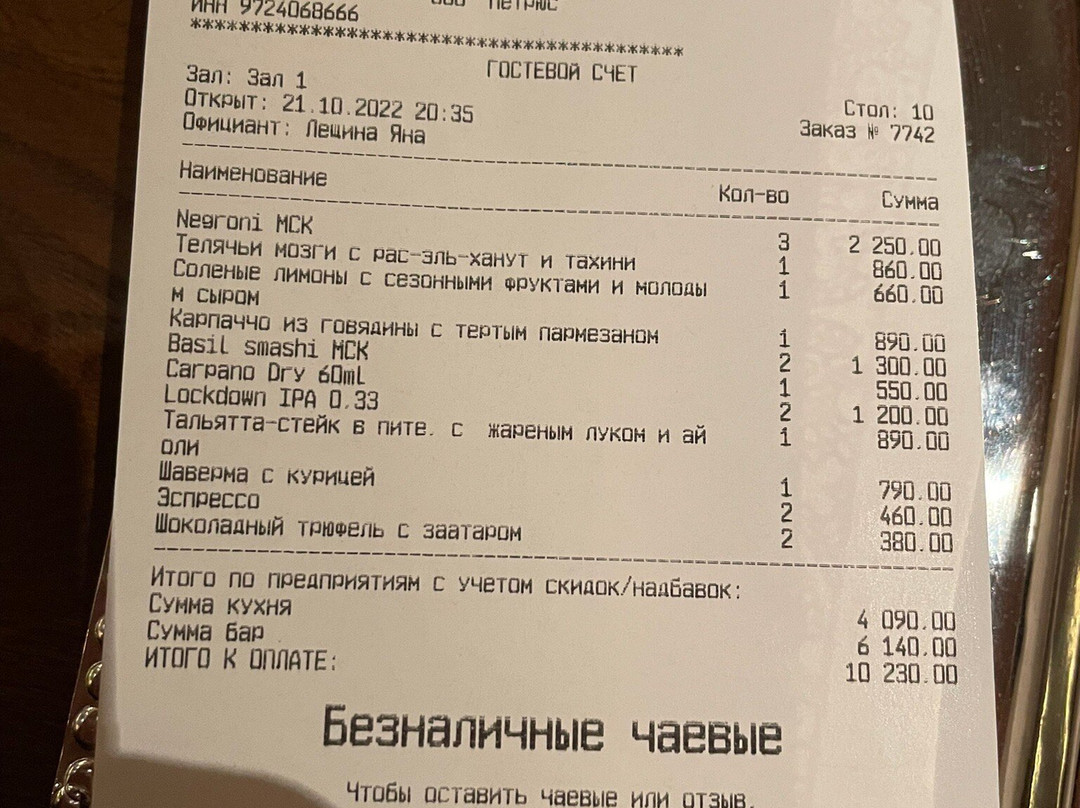 ИНН 9724068666
ООО "ПЕТРЮС
******************************************
ГОСТЕВОЙ СЧЕТ
Зал: Зал 1
Открыт: 21.10.2022 20:35 Стол: 10
Официант: Лещина Яна Заказ № 7742
Наименование Кол-во Сумма
Negroni МСК 3 2 250.00
Телячьи мозги с рас-эль-ханут и тахини 1 860.00
Соленые лимоны с сезонными фруктами и молоды 1 660.00
м сыром
Карпаччо из говядины с тертым пармезаном 1 890.00
Basil smashi МСК 2 1 300.00
Carpano Dry 60ml 1 550.00
Lockdown IPA 0.33 2 1 200.00
Тальятта-стейк в пите. с жареным луком и ай 1 890.00
оли
Шаверма с курицей 1 790.00
Эспрессо 2 460.00
Шоколадный трюфель с заатаром 2 380.00
Итого по предприятиям с учетом скидок/надбавок:
Сумма кухня 4 090.00
Сумма бар 6 140.00
ИТОГО К ОПЛАТЕ: 10 230.00
Безналичные чаевые
Чтобы оставить чаевые или отзыв,